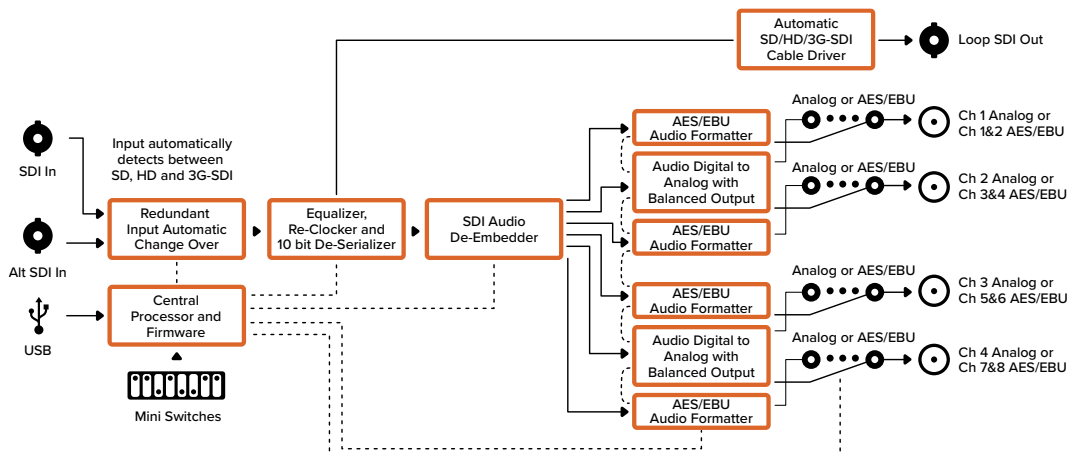 Automatic
SD/HD/3G-SDI
Cable Driver
Loop SDI Out
SDI In
Input automatically
detects between
SD, HD and 3G-SDI
Alt SDI In
Redundant
Input Automatic
Change Over
Equalizer,
Re-Clocker and
10 bit De-Serializer
SDI Audio
De-Embedder
USB
Central
Processor and
Firmware
Mini Switches
AES/EBU
Audio Formatter
Audio Digital to
Analog with
Balanced Output
AES/EBU
Audio Formatter
AES/EBU
Audio Formatter
Audio Digital to
Analog with
Balanced Output
AES/EBU
Audio Formatter
Analog or AES/EBU
Ch 1 Analog or
Ch 1&2 AES/EBU
Analog or AES/EBU
Ch 2 Analog or
Ch 3&4 AES/EBU
Analog or AES/EBU
Ch 3 Analog or
Ch 5&6 AES/EBU
Analog or AES/EBU
Ch 4 Analog or
Ch 7&8 AES/EBU